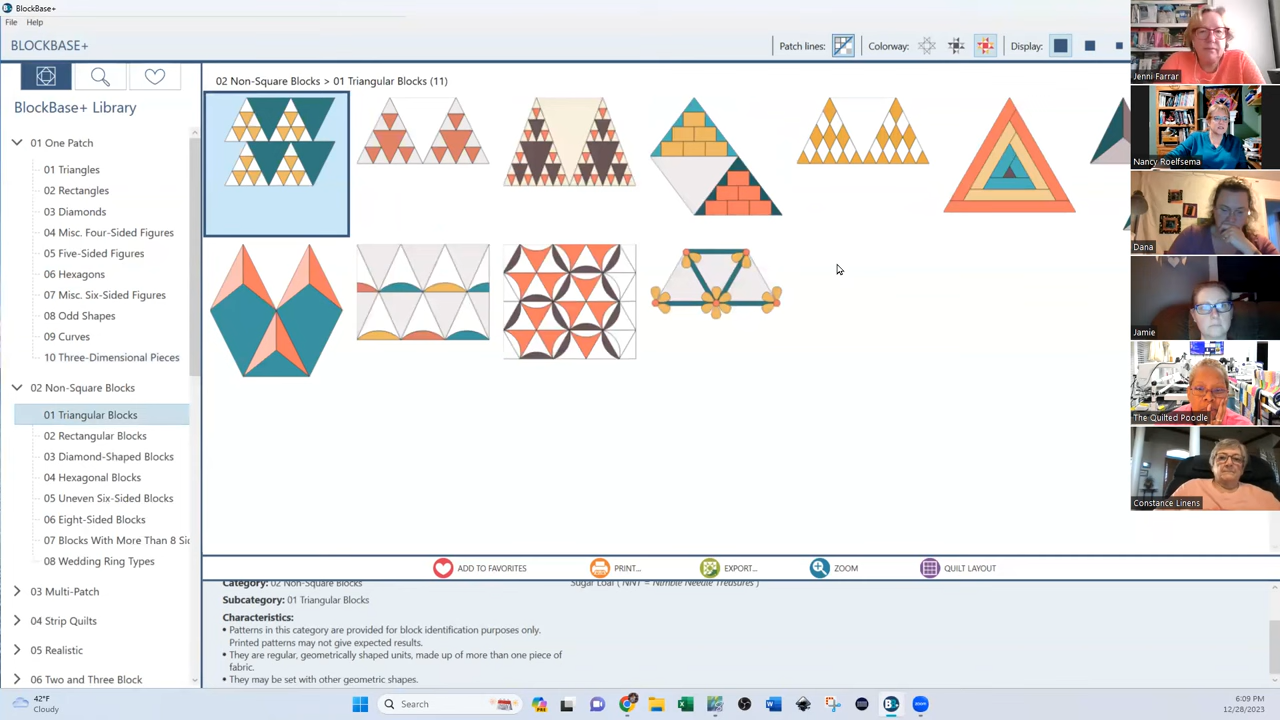 BlockBase+
File Help
BLOCKBASE+
Patch lines: Colorway: Display:
BlockBase+ Library
01 One Patch
01 Triangles
02 Rectangles
03 Diamonds
04 Misc. Four-Sided Figures
05 Five-Sided Figures
06 Hexagons
07 Misc. Six-Sided Figures
08 Odd Shapes
09 Curves
10 Three-Dimensional Pieces
02 Non-Square Blocks
01 Triangular Blocks
02 Rectangular Blocks
03 Diamond-Shaped Blocks
04 Hexagonal Blocks
05 Uneven Six-Sided Blocks
06 Eight-Sided Blocks
07 Blocks With More Than 8 Sid
08 Wedding Ring Types
03 Multi-Patch
04 Strip Quilts
05 Realistic
06 Two and Three Block
02 Non-Square Blocks > 01 Triangular Blocks (11)
ADD TO FAVORITES PRINT... EXPORT... ZOOM QUILT LAYOUT
Category: 02 Non-Square Blocks
Sugar Loaf ( NNT = Nimble Needle Treasures )
Subcategory: 01 Triangular Blocks
Characteristics:
• Patterns in this category are provided for block identification purposes only.
Printed patterns may not give expected results.
• They are regular, geometrically shaped units, made up of more than one piece of
fabric.
• They may be set with other geometric shapes.
Jenni Farrar
Nancy Roelfsema
Dana
Jamie
The Quilted Poodle
Constance Linens
42°F
Cloudy
Search
6:09 PM
12/28/2023